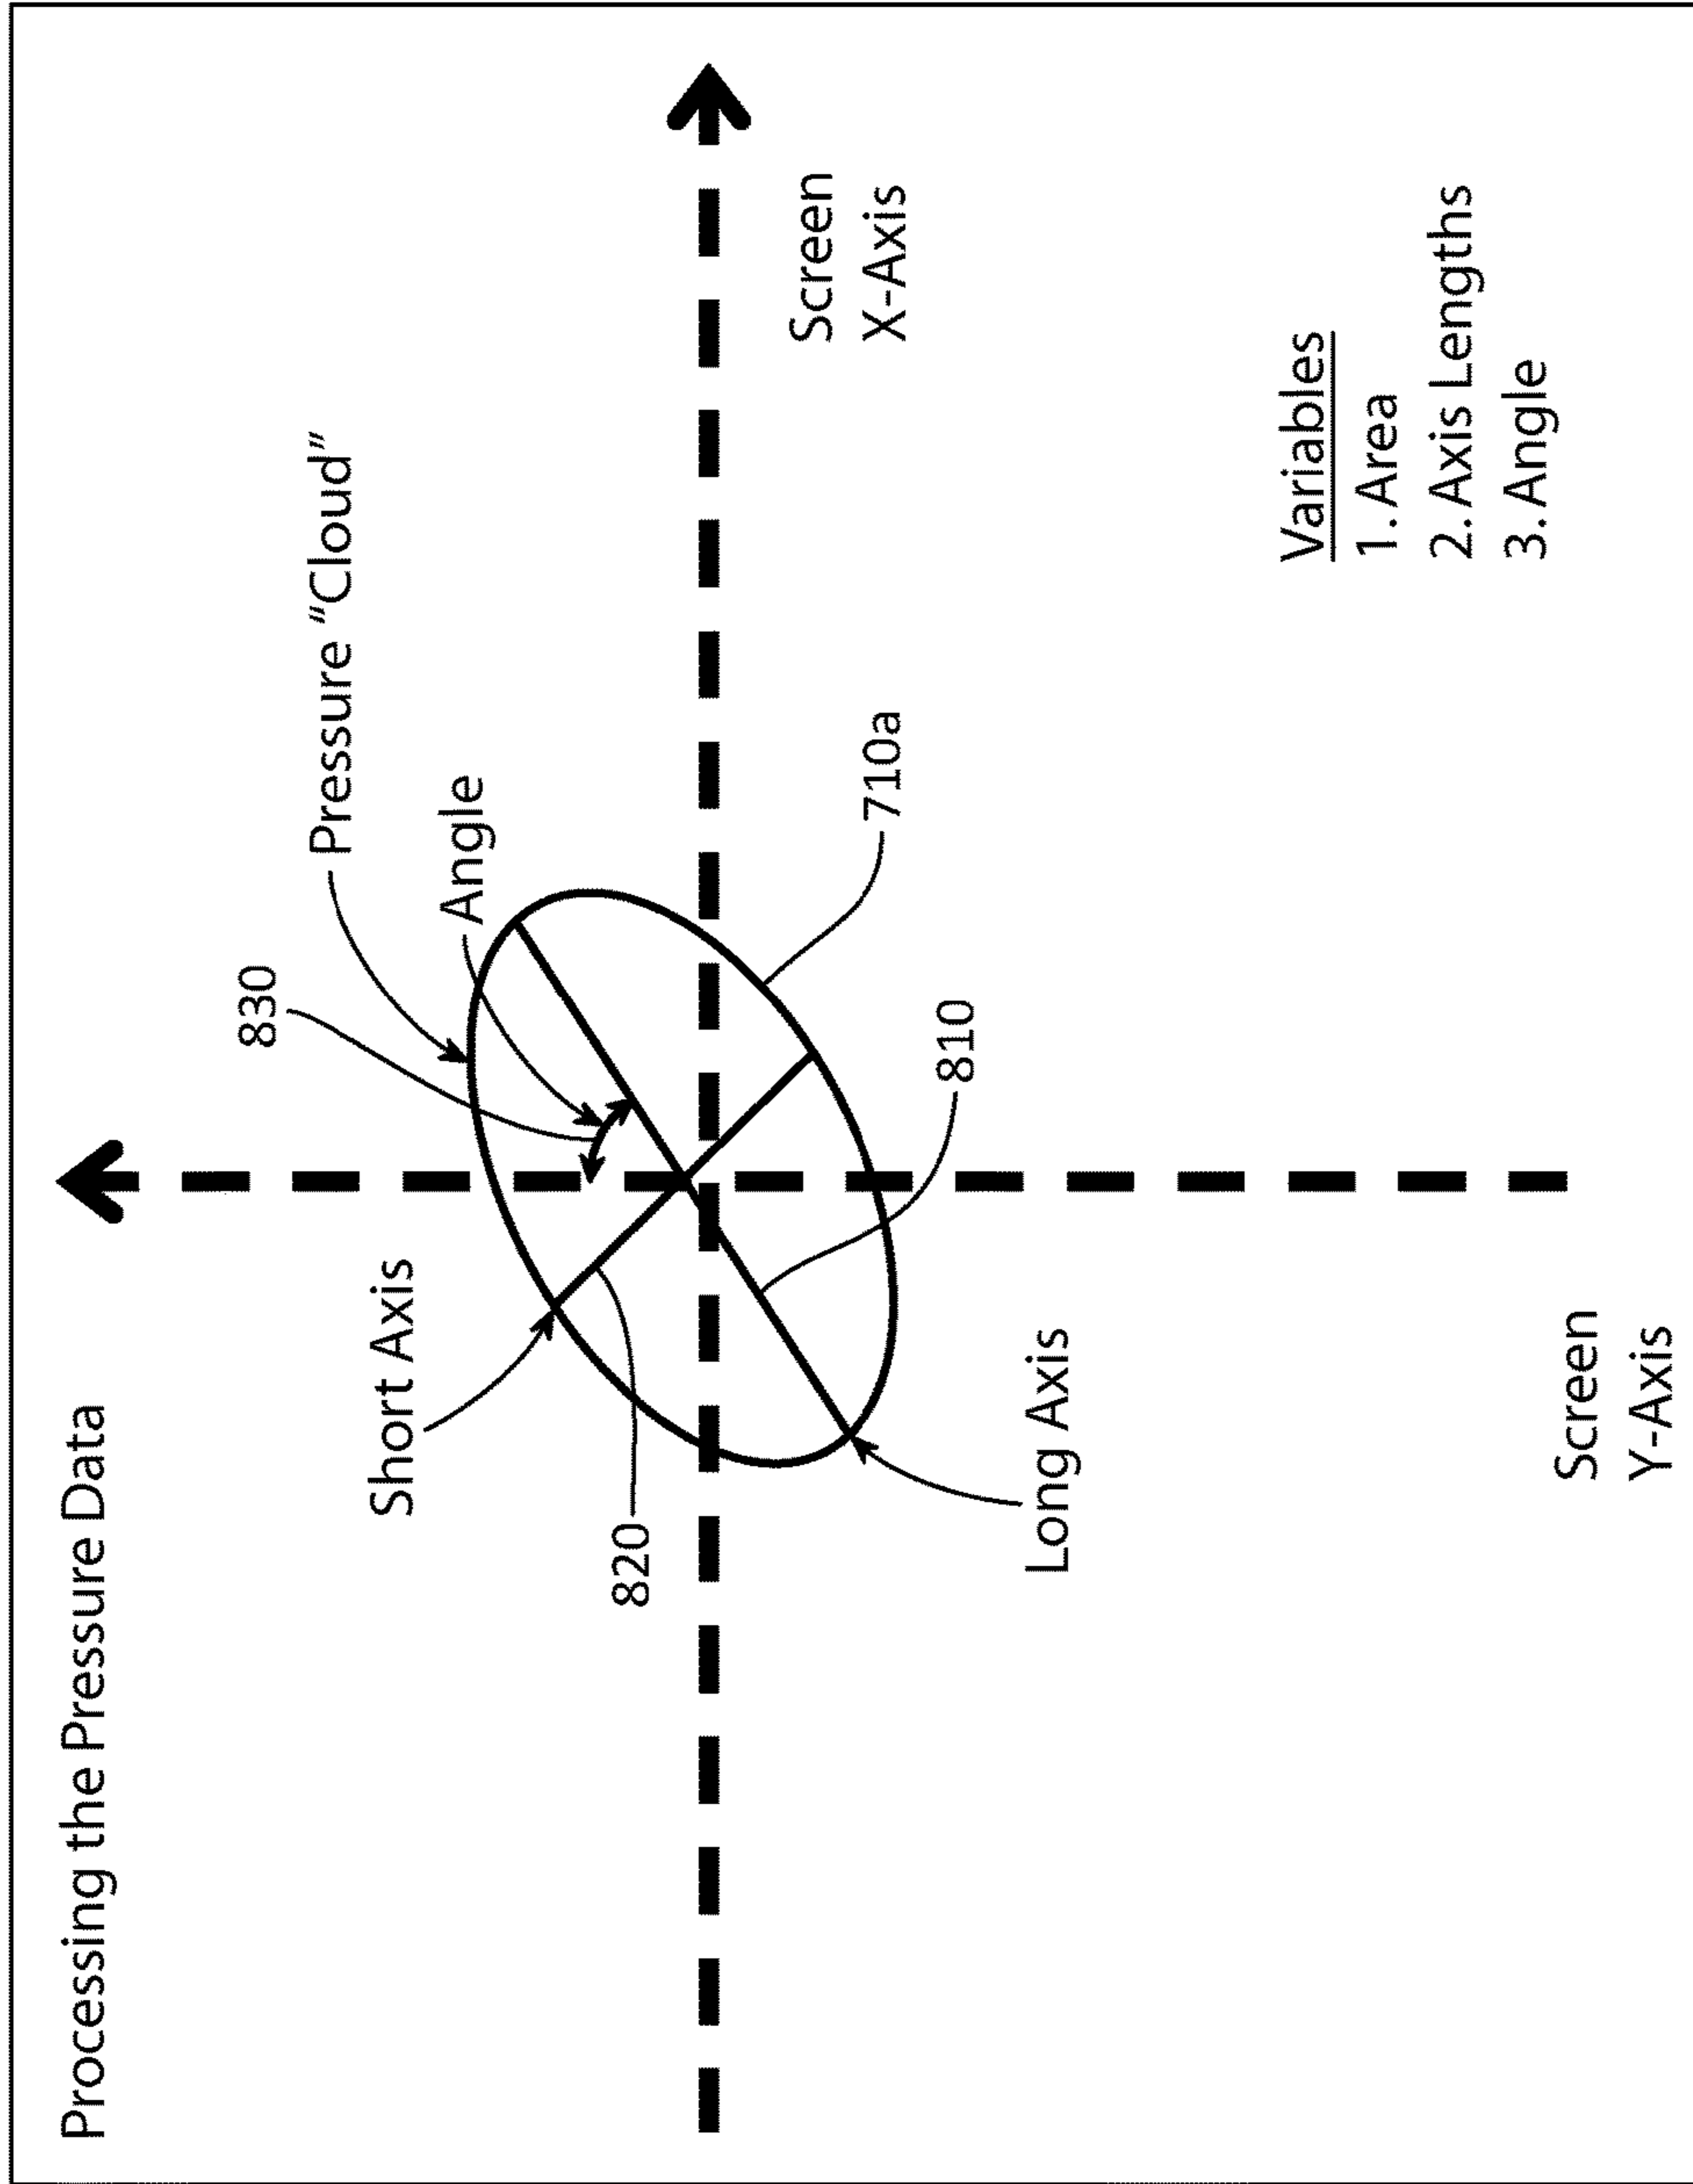 Processing the Pressure Data
830
Pressure "Cloud"
Short Axis
Angle
820
Screen
X-Axis
710a
810
Long Axis
Variables
1. Area
2. Axis Lengths
3. Angle
Screen
Y-Axis